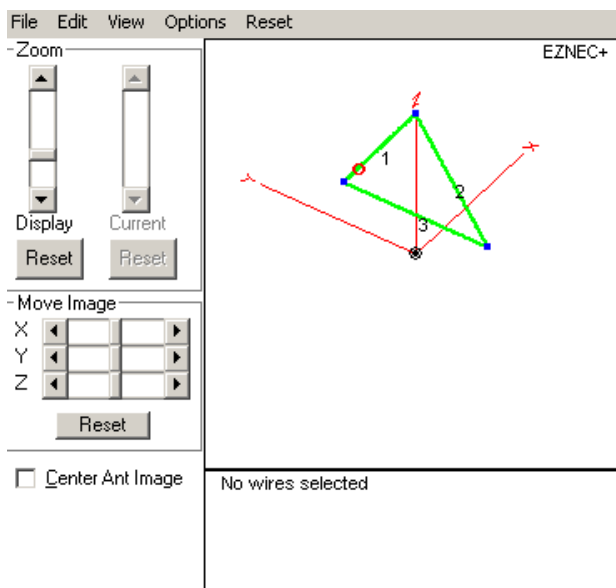 File Edit View Options Reset
Zoom
EZNEC+
Z
X
Y
1
2
3
Display Current
Reset Reset
Move Image
X
Y
Z
Reset
Center Ant Image
No wires selected